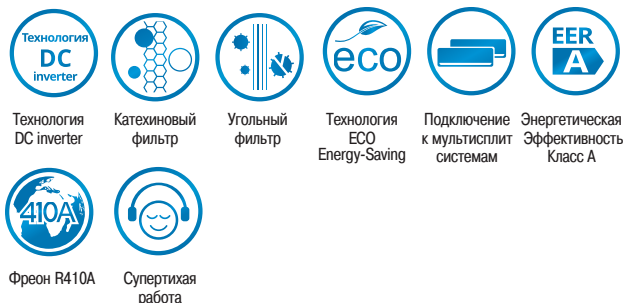 Технология
DC
inverter
eco
EER
A
Технология
DC inverter
Катехиновый
фильтр
Угольный
фильтр
Технология
ECO
Energy-Saving
Подключение
к мультисплит
системам
Энергетическая
Эффективность
Класс А
410A
Фреон R410A
Супертихая
работа